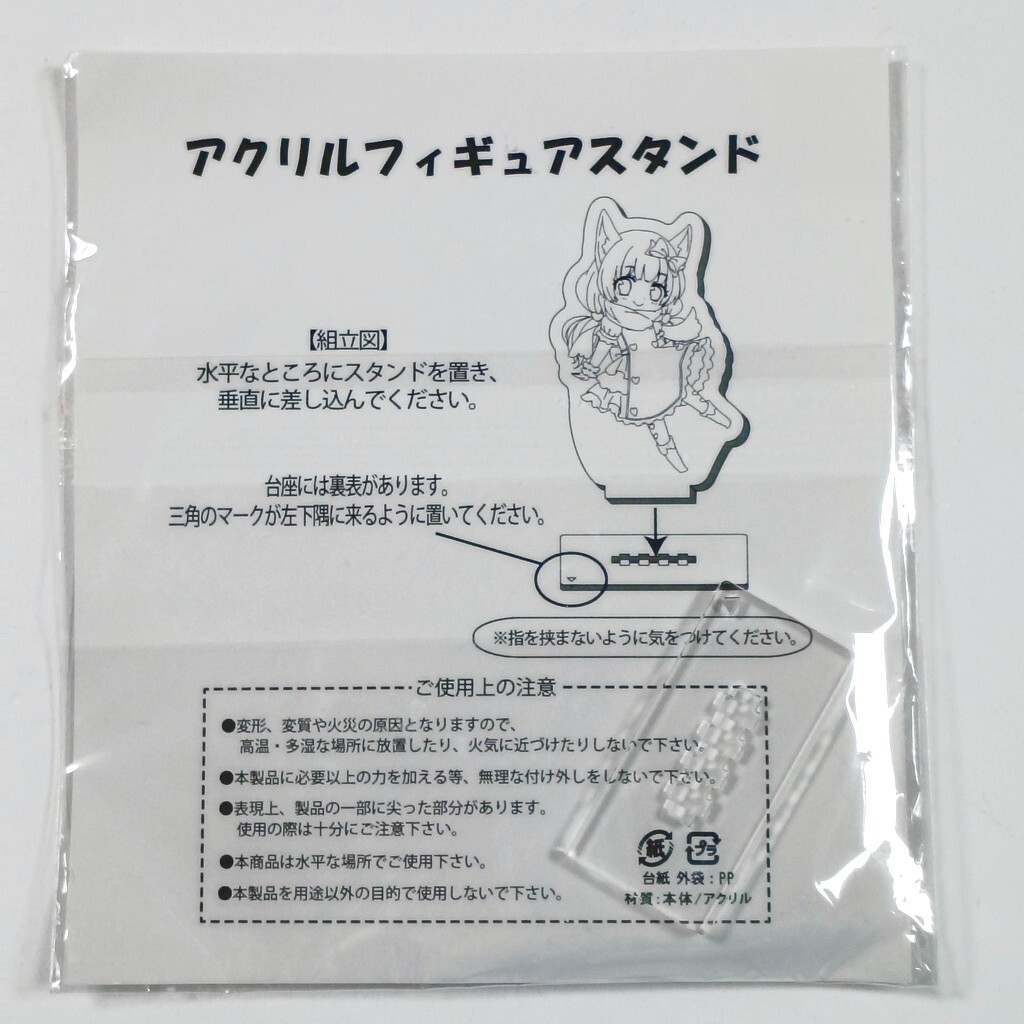 アクリルフィギュアスタンド
【組立図】
水平なところにスタンドを置き、
垂直に差し込んでください。
台座には裏表があります。
三角のマークが左下隅に来るように置いてください。
※指を挟まないように気をつけてください。
ご使用上の注意
●変形、変質や火災の原因となりますので、
高温・多湿な場所に放置したり、火気に近づけたりしないで下さい。
●本製品に必要以上の力を加える等、無理な付け外しをしないで下さい。
●表現上、製品の一部に尖った部分があります。
使用の際は十分にご注意下さい。
●本商品は水平な場所でご使用下さい。
●本製品を用途以外の目的で使用しないで下さい。
紙 プラ
台紙 外袋：PP
材質：本体/アクリル